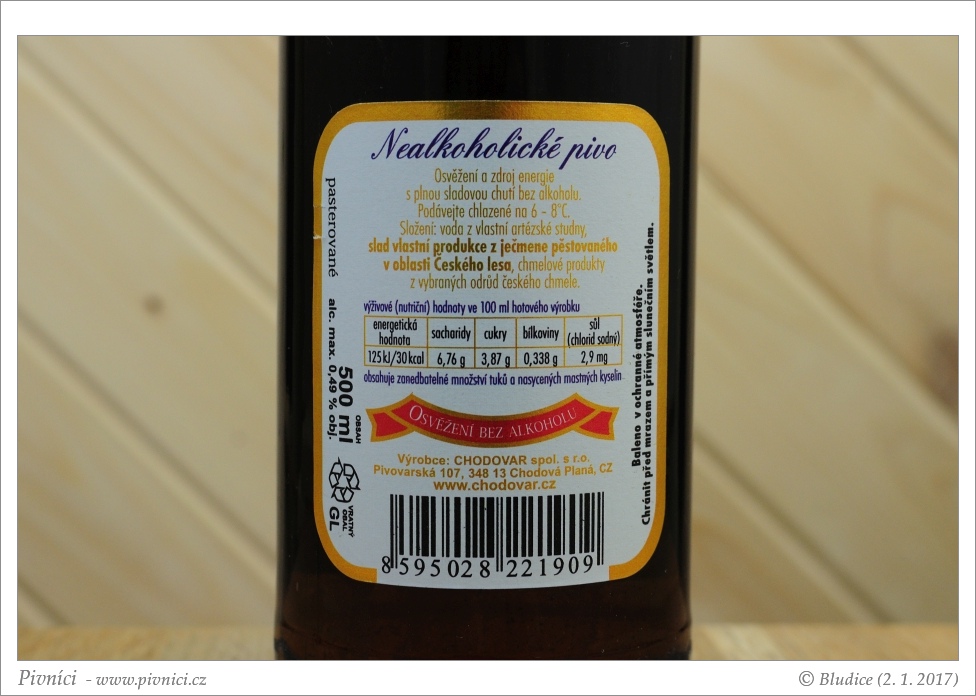 Nealkoholické pivo
Osvěžení a zdroj energie
s plnou sladovou chutí bez alkoholu.
Podávejte chlazené na 6 – 8°C.
Složení: voda z vlastní artézské studny,
slad vlastní produkce z ječmene pěstovaného
v oblasti Českého lesa, chmelové produkty
z vybraných odrůd českého chmele.
výživové (nutriční) hodnoty ve 100 ml hotového výrobku
energetická hodnota sacharidy cukry bílkoviny sůl (chlorid sodný)
125 kJ/30 kcal 6,76 g 3,87 g 0,338 g 2,9 mg
obsahuje zanedbatelné množství tuků a nasycených mastných kyselin
OSVĚŽENÍ BEZ ALKOHOLU
Výrobce: CHODOVAR spol. s r.o.
Pivovarská 107, 348 13 Chodová Planá, CZ
www.chodovar.cz
8 595028 221909
pasterované alc. max. 0,49 % obj.
OBSAH
500 ml
VRATNÝ
OBAL
GL
Baleno v ochranné atmosféře.
Chránit před mrazem a přímým slunečním světlem.
Pivníci - www.pivnici.cz
© Bludice (2. 1. 2017)